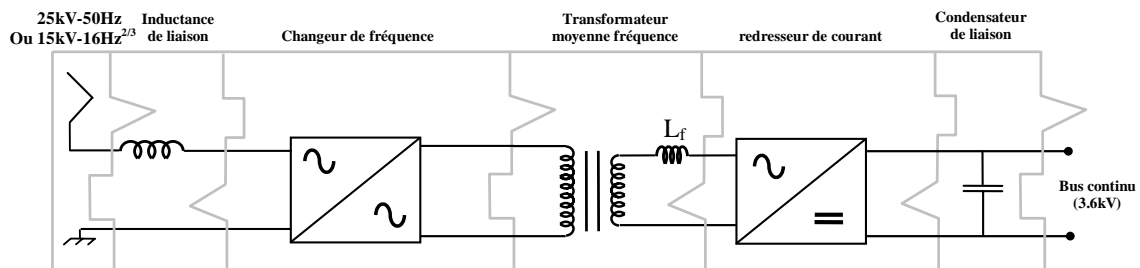 25kV-50Hz
Ou 15kV-16Hz2/3
Inductance
de liaison
Changeur de fréquence
Transformateur
moyenne fréquence
redresseur de courant
Condensateur
de liaison
Lf
Bus continu
(3.6kV)